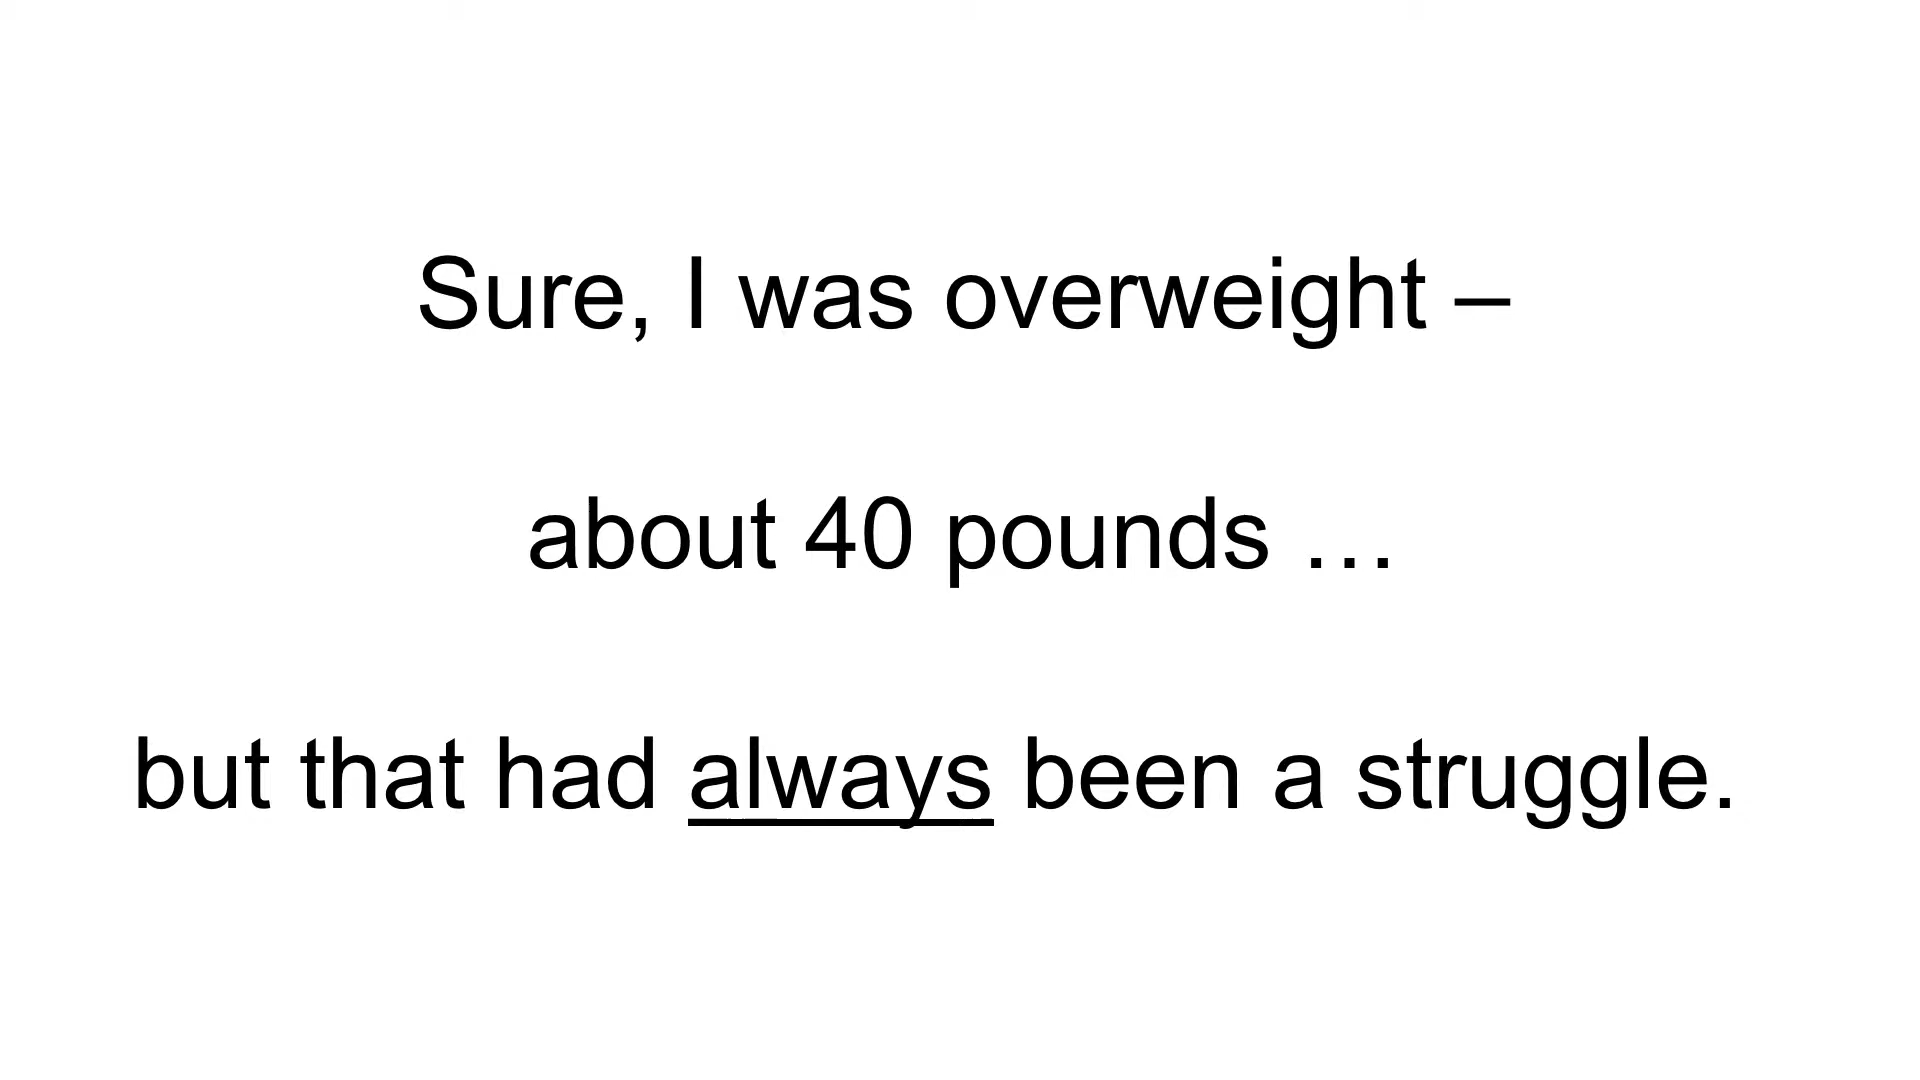 Sure, I was overweight –
about 40 pounds …
but that had always been a struggle.